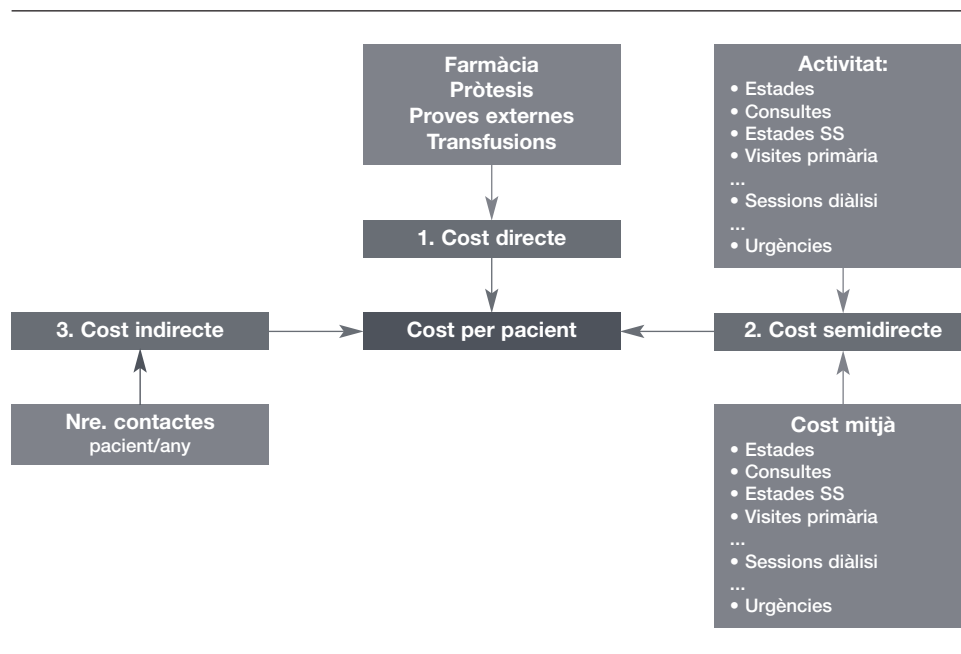 Farmàcia
Pròtesis
Proves externes
Transfusions
1. Cost directe
Activitat:
• Estades
• Consultes
• Estades SS
• Visites primària
...
• Sessions diàlisi
...
• Urgències
3. Cost indirecte
Cost per pacient
2. Cost semidirecte
Nre. contactes
pacient/any
Cost mitjà
• Estades
• Consultes
• Estades SS
• Visites primària
...
• Sessions diàlisi
...
• Urgències